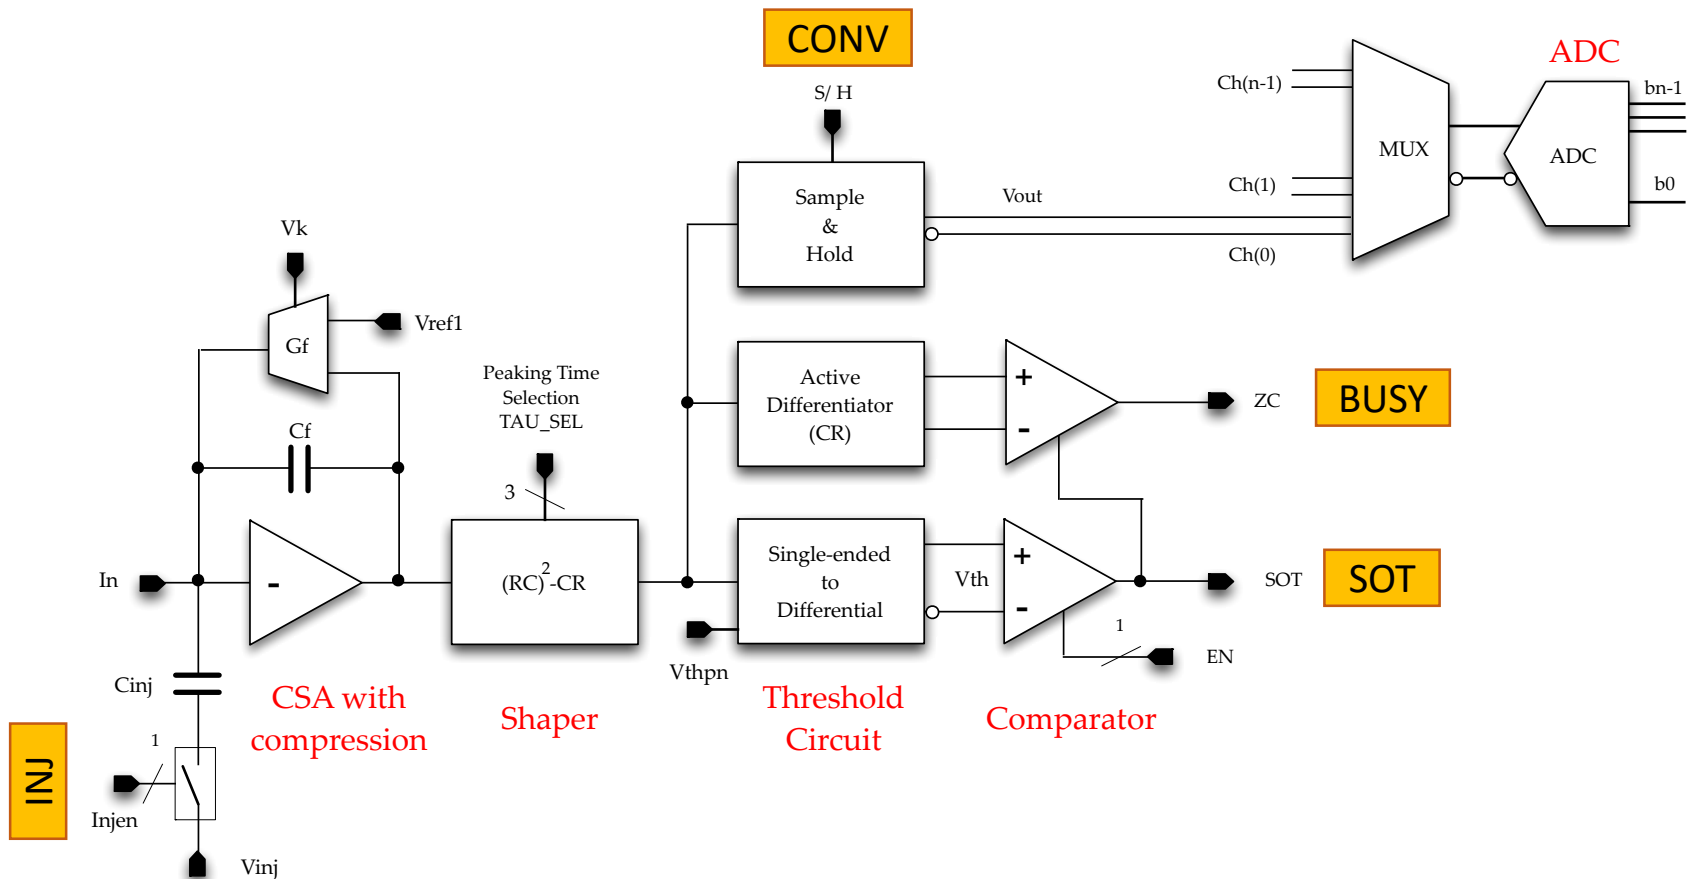 CONV
ADC
S/ H
Ch(n-1)
bn-1
MUX
ADC
Sample
&
Hold
Vout
Ch(1)
b0
Ch(0)
Vk
Gf
Vref1
Peaking Time
Selection
TAU_SEL
Active
Differentiator
(CR)
+
-
ZC
BUSY
Cf
3
In
-
(RC)²-CR
Single-ended
to
Differential
Vth
+
-
SOT
SOT
1
EN
Vthpn
Cinj
CSA with
compression
Shaper
Threshold
Circuit
Comparator
INJ
1
Injen
Vinj